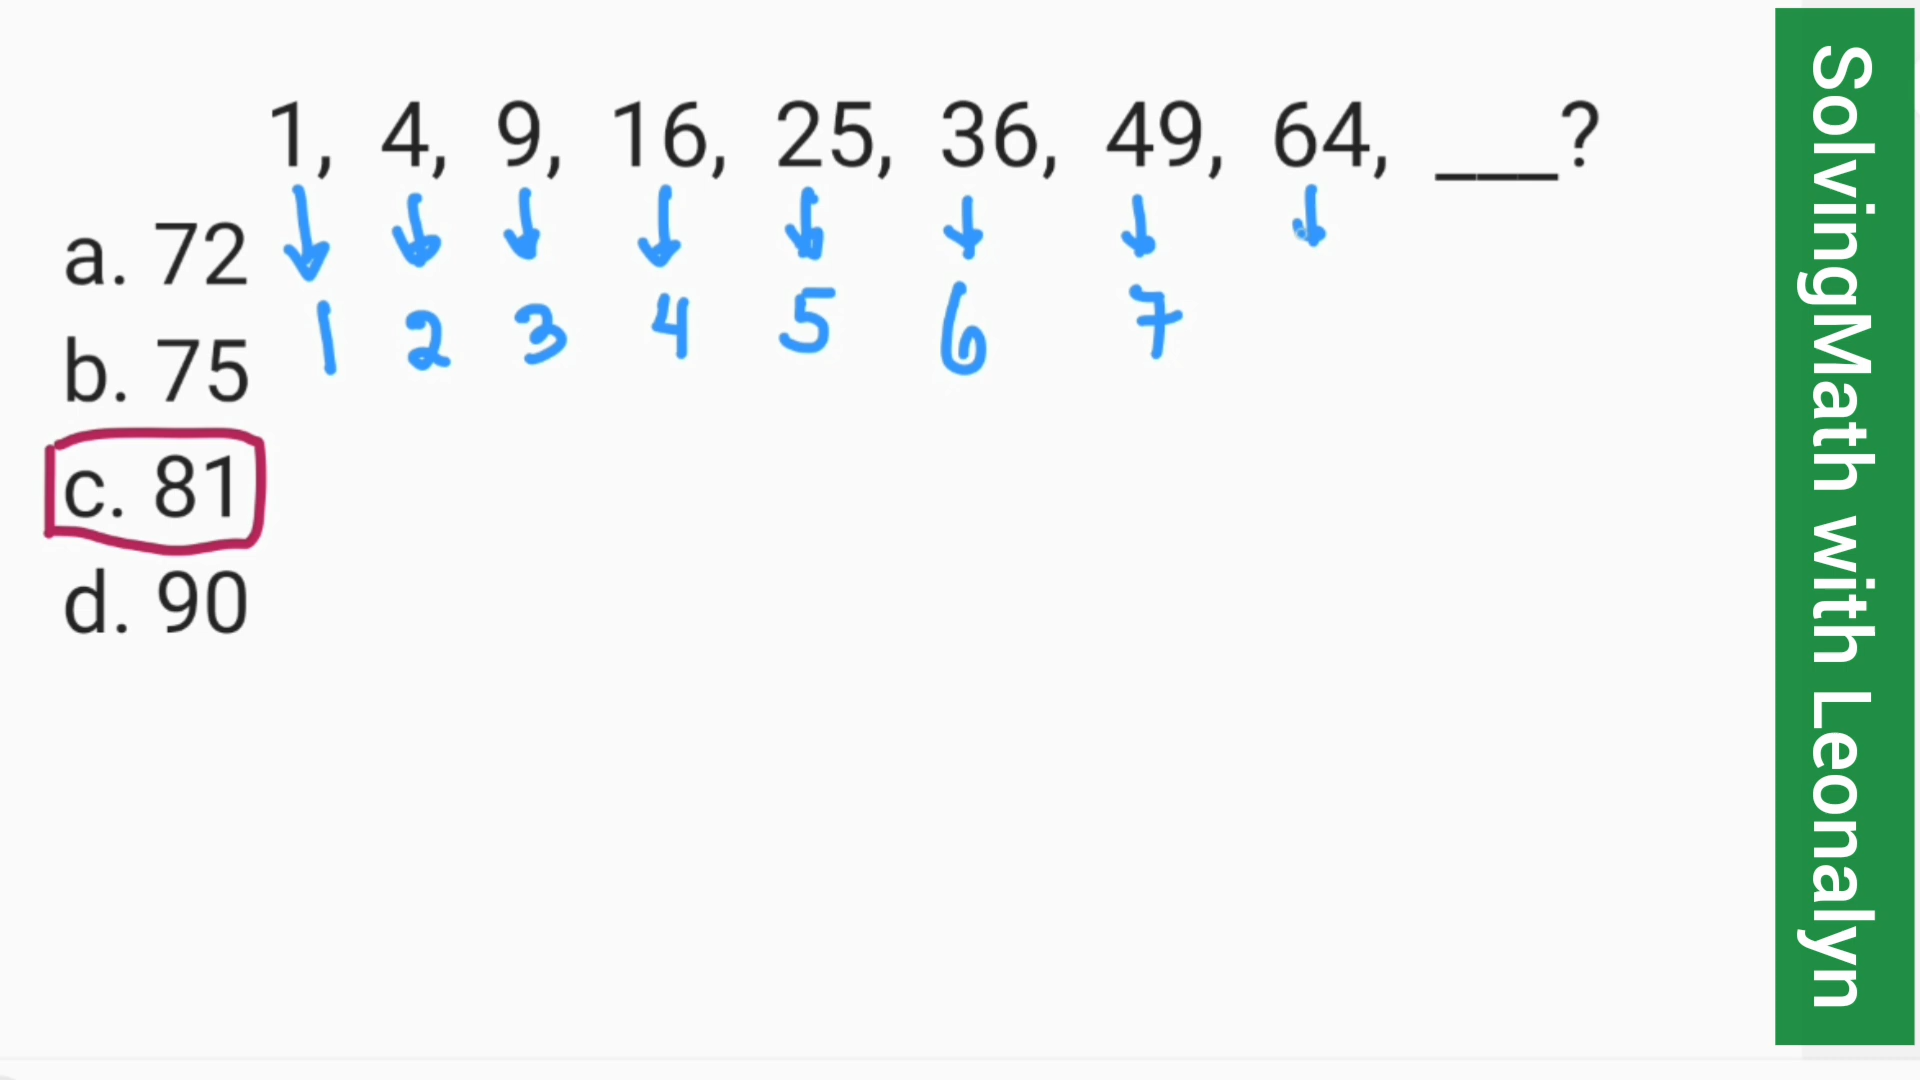 1, 4, 9, 16, 25, 36, 49, 64, ___?
1 2 3 4 5 6 7
a. 72
b. 75
c. 81
d. 90
SolvingMath with Leonalyn